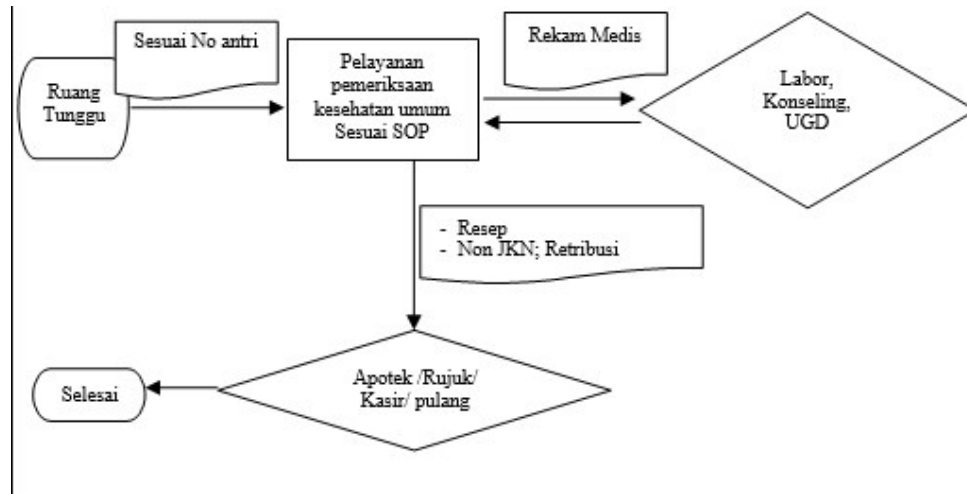 Sesuai No antri
Ruang
Tunggu
Pelayanan
pemeriksaan
kesehatan umum
Sesuai SOP
Rekam Medis
Labor,
Konseling,
UGD
- Resep
- Non JKN; Retribusi
Apotek /Rujuk/
Kasir/ pulang
Selesai